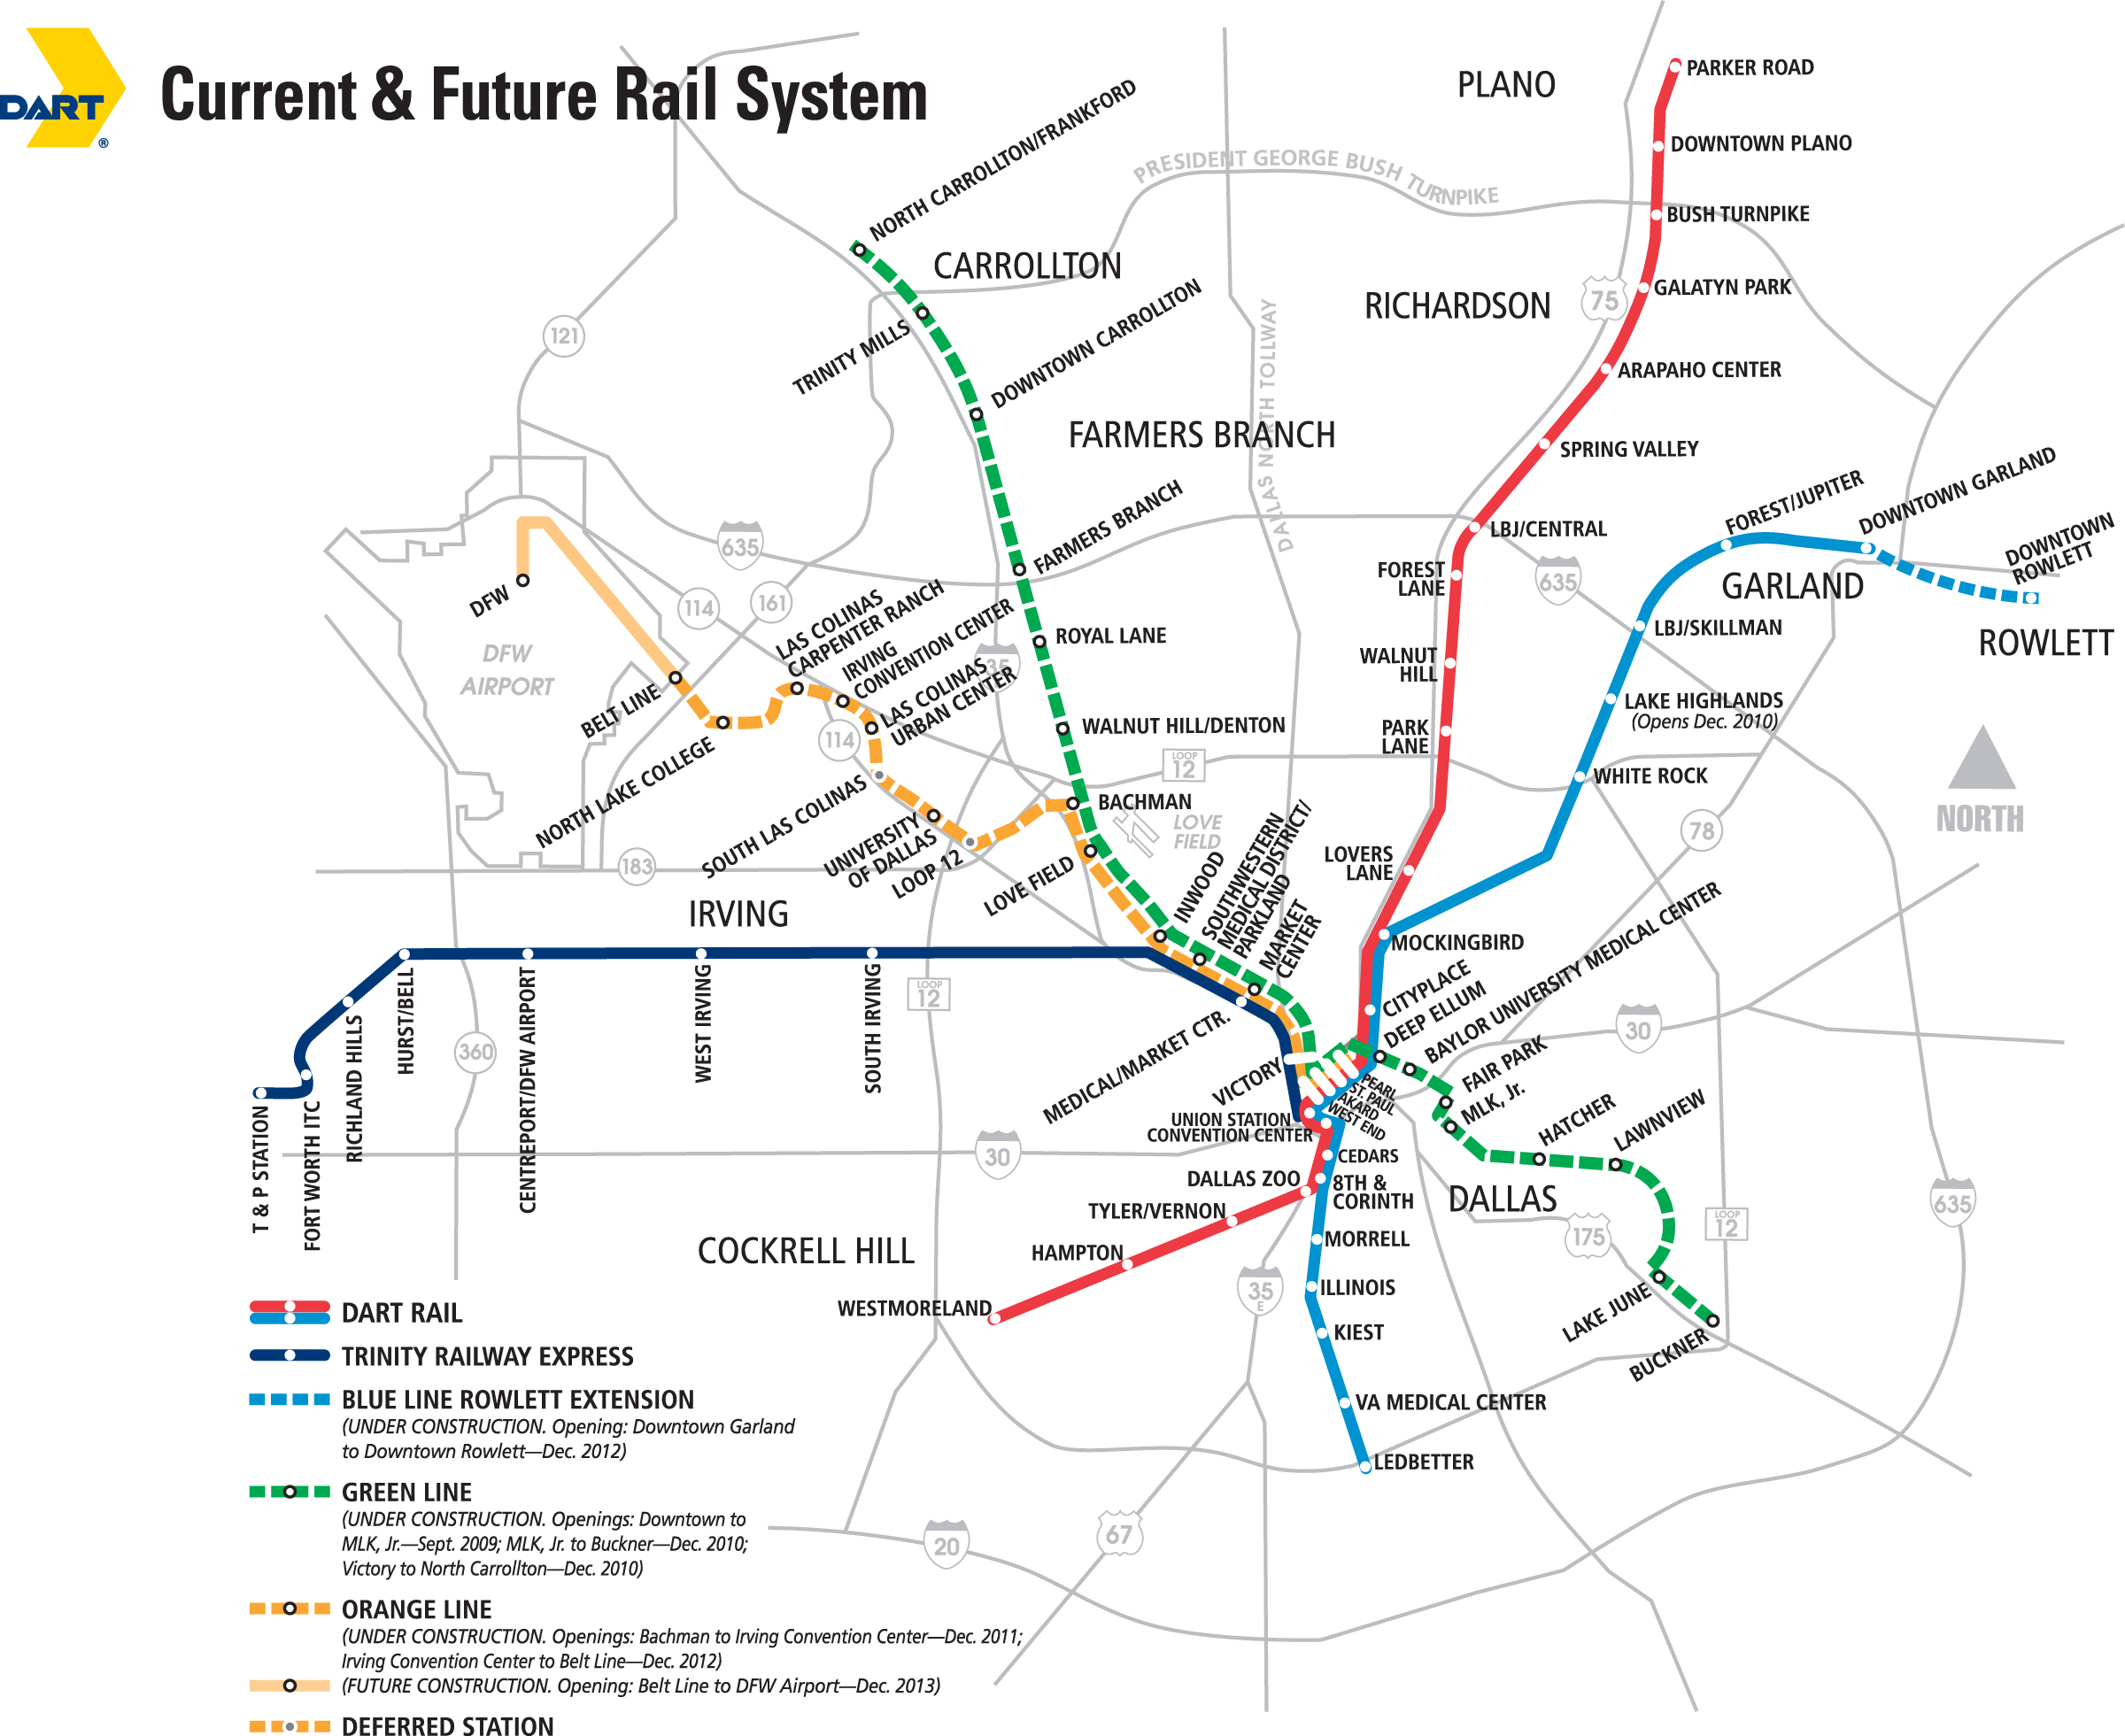 DART
®
Current & Future Rail System
PLANO
PARKER ROAD
DOWNTOWN PLANO
NORTH CARROLLTON/FRANKFORD
PRESIDENT GEORGE BUSH TURNPIKE
BUSH TURNPIKE
CARROLLTON
RICHARDSON
75
GALATYN PARK
121
TRINITY MILLS
DOWNTOWN CARROLLTON
DALLAS NORTH TOLLWAY
ARAPAHO CENTER
FARMERS BRANCH
SPRING VALLEY
635
FARMERS BRANCH
LBJ/CENTRAL
FOREST/JUPITER
DOWNTOWN GARLAND
DOWNTOWN
ROWLETT
FOREST
LANE
635
GARLAND
DFW
114
161
LAS COLINAS
CARPENTER RANCH
IRVING
CONVENTION CENTER
ROYAL LANE
LBJ/SKILLMAN
ROWLETT
DFW
AIRPORT
35
WALNUT
HILL
BELT LINE
LAS COLINAS
URBAN CENTER
LAKE HIGHLANDS
(Opens Dec. 2010)
114
WALNUT HILL/DENTON
PARK
LANE
NORTH LAKE COLLEGE
LOOP
12
WHITE ROCK
SOUTH LAS COLINAS
BACHMAN
LOVE
FIELD
78
NORTH
183
UNIVERSITY
OF DALLAS
LOOP 12
LOVE FIELD
INWOOD
SOUTHWESTERN
MEDICAL DISTRICT/
PARKLAND
MARKET
CENTER
LOVERS
LANE
IRVING
MOCKINGBIRD
HURST/BELL
CENTREPORT/DFW AIRPORT
WEST IRVING
SOUTH IRVING
LOOP
12
CITYPLACE
DEEP ELLUM
BAYLOR UNIVERSITY MEDICAL CENTER
30
360
RICHLAND HILLS
MEDICAL/MARKET CTR.
VICTORY
PEARL
ST. PAUL
AKARD
WEST END
FAIR PARK
MLK, Jr.
HATCHER
LAWNVIEW
T & P STATION
FORT WORTH ITC
UNION STATION
CONVENTION CENTER
30
CEDARS
DALLAS ZOO
8TH &
CORINTH
DALLAS
635
TYLER/VERNON
LOOP
12
175
COCKRELL HILL
HAMPTON
MORRELL
35
E
ILLINOIS
WESTMORELAND
LAKE JUNE
KIEST
BUCKNER
VA MEDICAL CENTER
LEDBETTER
20
67
DART RAIL
TRINITY RAILWAY EXPRESS
BLUE LINE ROWLETT EXTENSION
(UNDER CONSTRUCTION. Opening: Downtown Garland
to Downtown Rowlett—Dec. 2012)
GREEN LINE
(UNDER CONSTRUCTION. Openings: Downtown to
MLK, Jr.—Sept. 2009; MLK, Jr. to Buckner—Dec. 2010;
Victory to North Carrollton—Dec. 2010)
ORANGE LINE
(UNDER CONSTRUCTION. Openings: Bachman to Irving Convention Center—Dec. 2011;
Irving Convention Center to Belt Line—Dec. 2012)
(FUTURE CONSTRUCTION. Opening: Belt Line to DFW Airport—Dec. 2013)
DEFERRED STATION